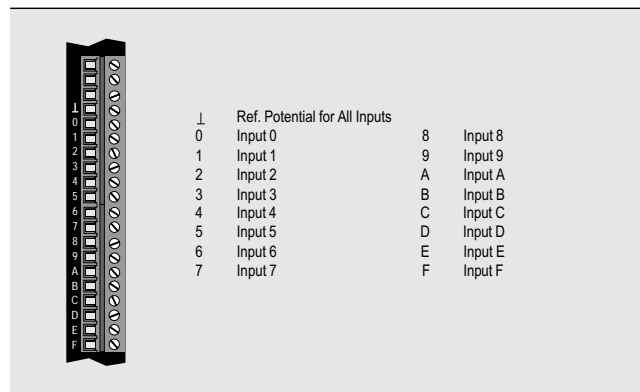 ⊥
0
1
2
3
4
5
6
7
8
9
A
B
C
D
E
F
⊥ Ref. Potential for All Inputs
0 Input 0 8 Input 8
1 Input 1 9 Input 9
2 Input 2 A Input A
3 Input 3 B Input B
4 Input 4 C Input C
5 Input 5 D Input D
6 Input 6 E Input E
7 Input 7 F Input F